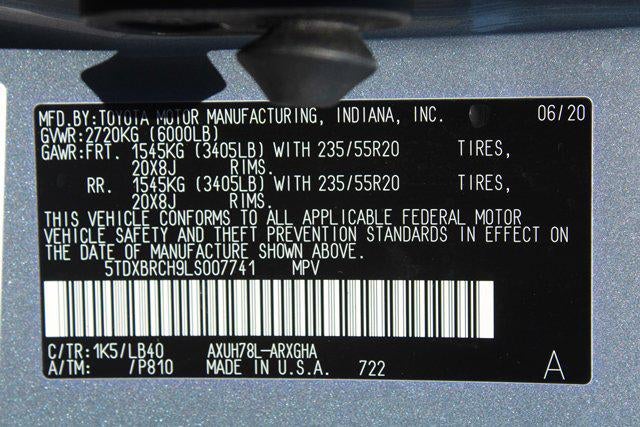 MFD.BY:TOYOTA MOTOR MANUFACTURING, INDIANA, INC. 06/20
GVWR:2720KG (6000LB)
GAWR:FRT. 1545KG (3405LB) WITH 235/55R20 TIRES,
20X8J RIMS.
RR. 1545KG (3405LB) WITH 235/55R20 TIRES,
20X8J RIMS.
THIS VEHICLE CONFORMS TO ALL APPLICABLE FEDERAL MOTOR
VEHICLE SAFETY AND THEFT PREVENTION STANDARDS IN EFFECT ON
THE DATE OF MANUFACTURE SHOWN ABOVE.
5TDXBRCH9LS007741 MPV
C/TR:1K5/LB40 AXUH78L-ARXGHA
A/TM: /P810 MADE IN U.S.A. 722 A